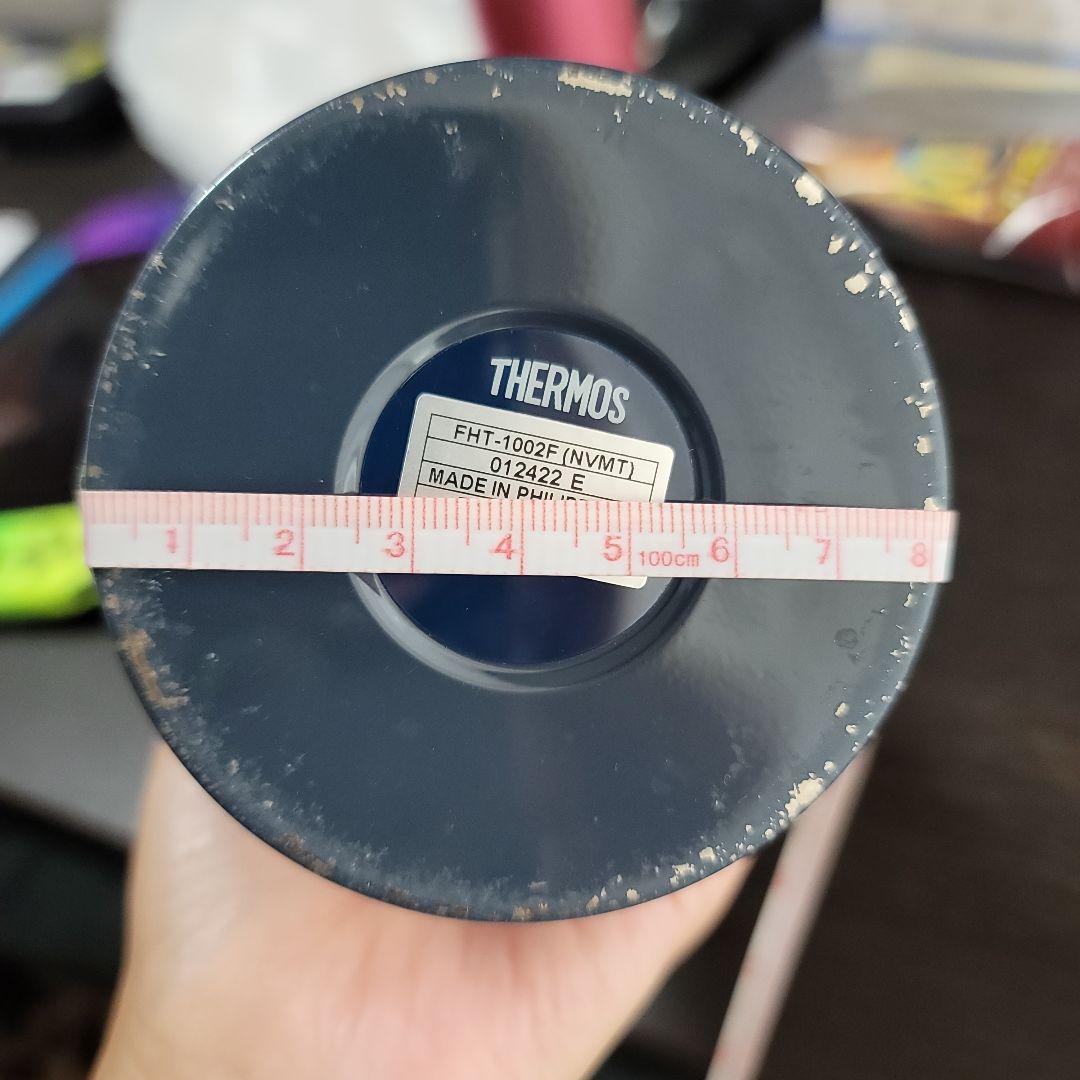 THERMOS
FHT-1002F (NVMT)
012422 E
MADE IN
1 2 3 4 5 100cm 6 7 8